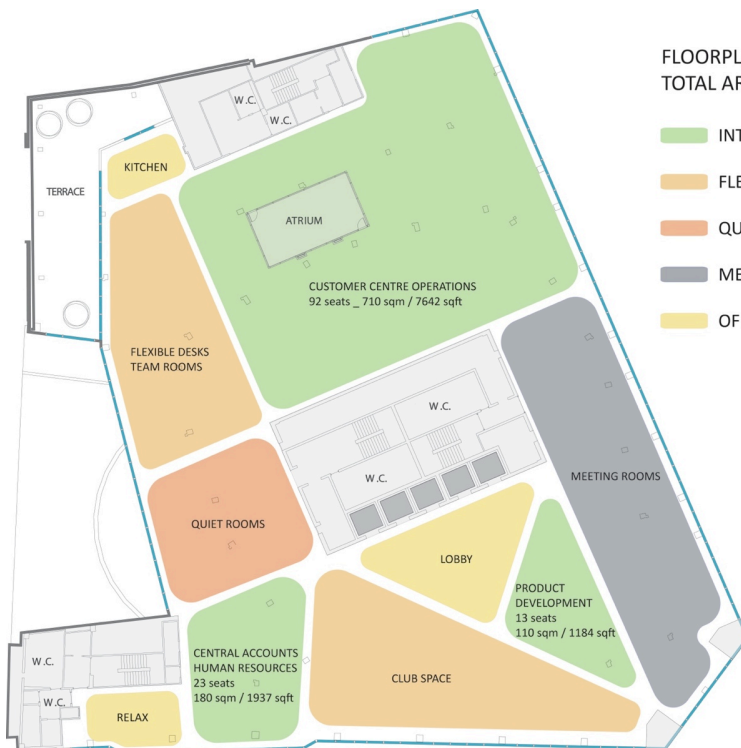 FLOORPL
TOTAL AR
INT
FLE
QU
ME
OF
W.C.
W.C.
KITCHEN
TERRACE
ATRIUM
CUSTOMER CENTRE OPERATIONS
92 seats _ 710 sqm / 7642 sqft
FLEXIBLE DESKS
TEAM ROOMS
W.C.
W.C.
MEETING ROOMS
QUIET ROOMS
LOBBY
PRODUCT
DEVELOPMENT
13 seats
110 sqm / 1184 sqft
CENTRAL ACCOUNTS
HUMAN RESOURCES
23 seats
180 sqm / 1937 sqft
CLUB SPACE
W.C.
W.C.
RELAX